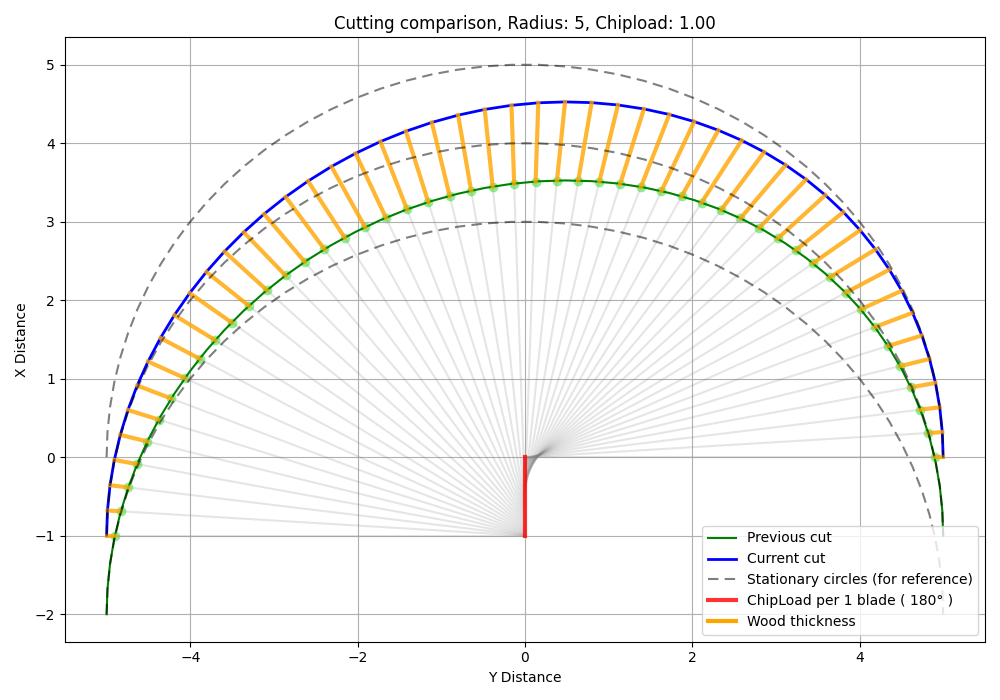 Cutting comparison, Radius: 5, Chipload: 1.00
X Distance
5
4
3
2
1
0
−1
−2
−4
−2
0
2
4
Y Distance
Previous cut
Current cut
Stationary circles (for reference)
ChipLoad per 1 blade ( 180° )
Wood thickness